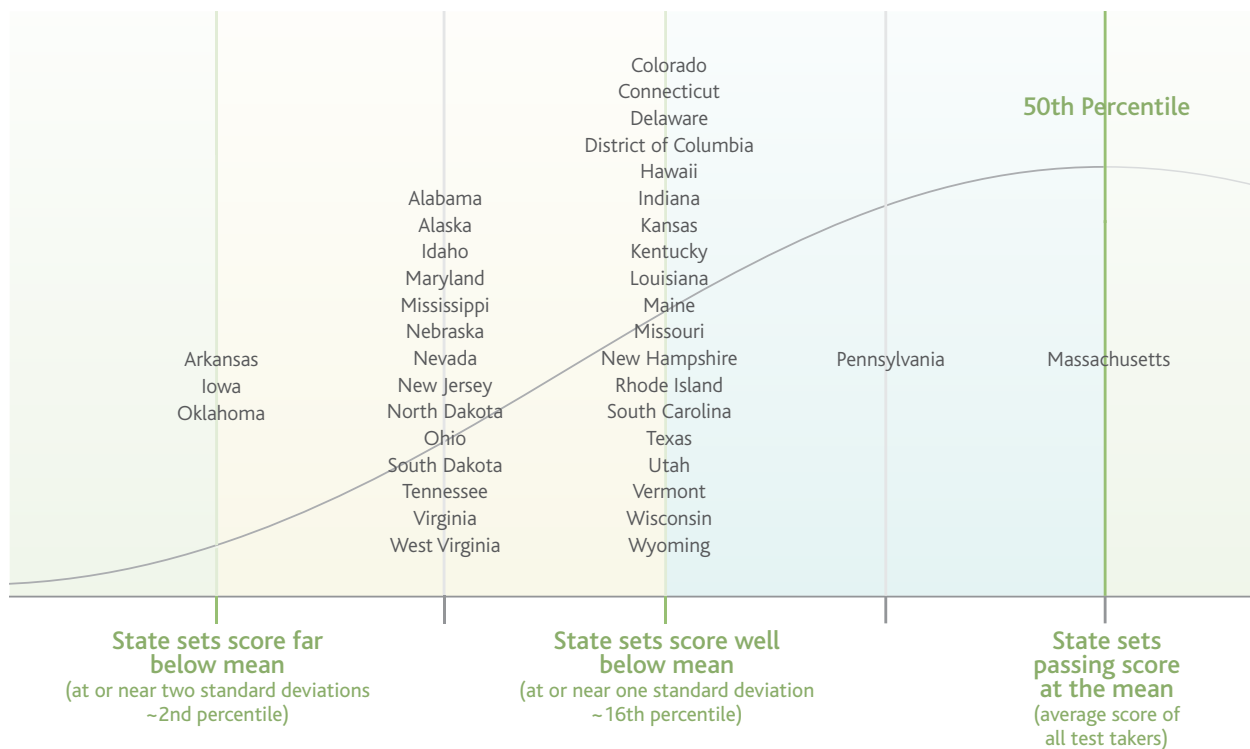 Colorado
Connecticut
50th Percentile
Delaware
District of Columbia
Hawaii
Alabama
Indiana
Alaska
Kansas
Idaho
Kentucky
Maryland
Louisiana
Mississippi
Maine
Nebraska
Missouri
Arkansas
Nevada
New Hampshire
Pennsylvania
Massachusetts
Iowa
New Jersey
Rhode Island
Oklahoma
North Dakota
South Carolina
Ohio
Texas
South Dakota
Utah
Tennessee
Vermont
Virginia
Wisconsin
West Virginia
Wyoming
State sets score far
below mean
(at or near two standard deviations
~2nd percentile)
State sets score well
below mean
(at or near one standard deviation
~16th percentile)
State sets
passing score
at the mean
(average score of
all test takers)